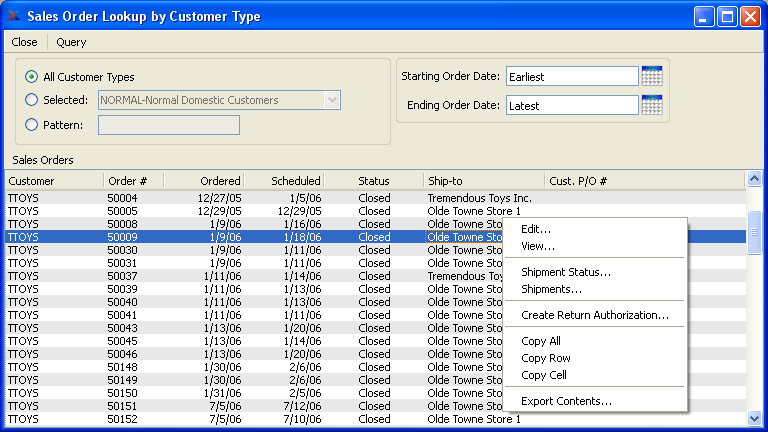 Sales Order Lookup by Customer Type
Close Query
All Customer Types
Selected: NORMAL-Normal Domestic Customers
Pattern:
Starting Order Date: Earliest
Ending Order Date: Latest
Sales Orders
Customer Order # Ordered Scheduled Status Ship-to Cust. P/O #
TTOYS 50004 12/27/05 1/5/06 Closed Tremendous Toys Inc.
TTOYS 50005 12/29/05 12/29/05 Closed Olde Towne Store 1
TTOYS 50008 1/9/06 1/16/06 Closed Olde Towne Sto
TTOYS 50009 1/9/06 1/18/06 Closed Olde Towne Sto
TTOYS 50030 1/9/06 1/11/06 Closed Olde Towne Sto
TTOYS 50031 1/9/06 1/11/06 Closed Olde Towne Sto
TTOYS 50037 1/11/06 1/14/06 Closed Tremendous Toy
TTOYS 50039 1/11/06 1/13/06 Closed Olde Towne Sto
TTOYS 50040 1/11/06 1/13/06 Closed Olde Towne Sto
TTOYS 50041 1/11/06 1/13/06 Closed Olde Towne Sto
TTOYS 50043 1/13/06 1/20/06 Closed Olde Towne Sto
TTOYS 50045 1/13/06 1/14/06 Closed Olde Towne Sto
TTOYS 50046 1/13/06 1/20/06 Closed Olde Towne Sto
TTOYS 50148 1/30/06 2/6/06 Closed Olde Towne Sto
TTOYS 50149 1/30/06 2/6/06 Closed Olde Towne Sto
TTOYS 50150 1/31/06 2/5/06 Closed Olde Towne Sto
TTOYS 50151 7/5/06 7/12/06 Closed Olde Towne Sto
TTOYS 50152 7/5/06 7/10/06 Closed Olde Towne Store 1
Edit...
View...
Shipment Status...
Shipments...
Create Return Authorization...
Copy All
Copy Row
Copy Cell
Export Contents...